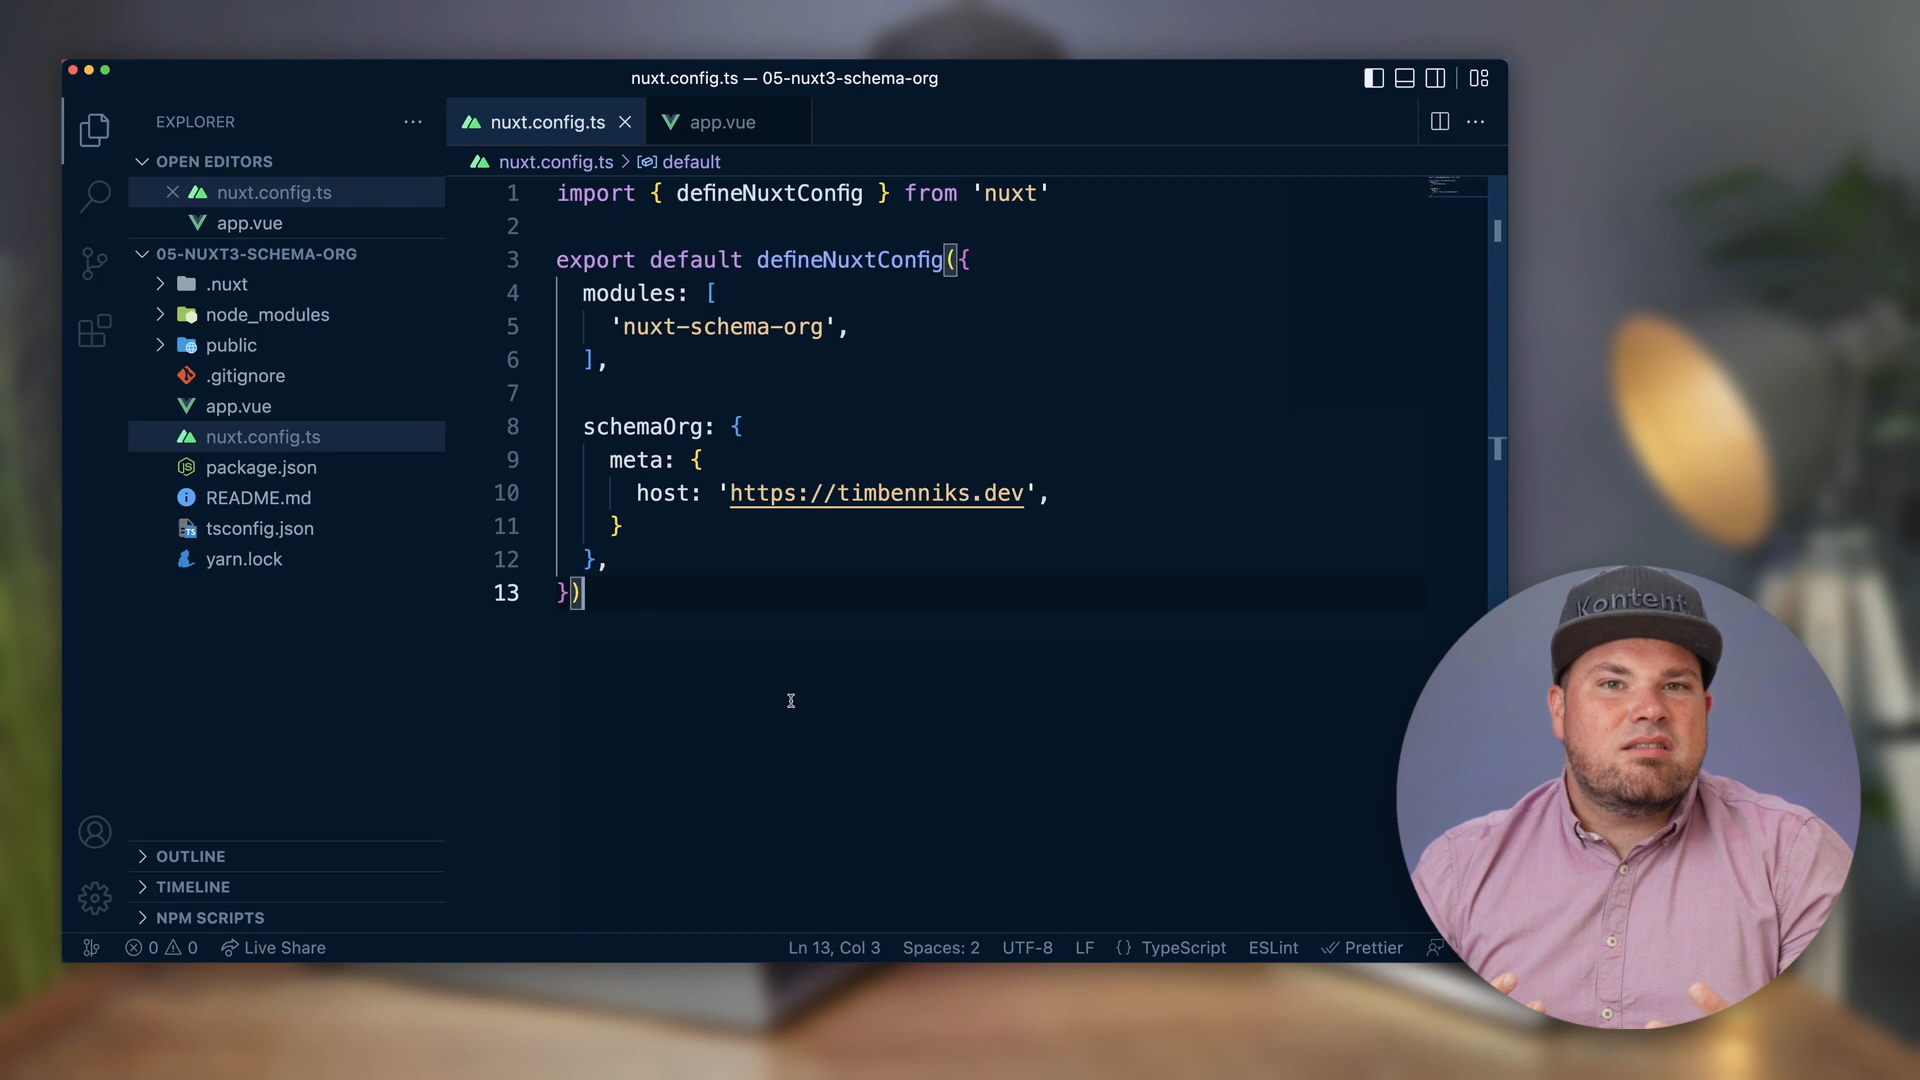 nuxt.config.ts — 05-nuxt3-schema-org
EXPLORER
nuxt.config.ts
app.vue
OPEN EDITORS
nuxt.config.ts
app.vue
05-NUXT3-SCHEMA-ORG
.nuxt
node_modules
public
.gitignore
app.vue
nuxt.config.ts
package.json
README.md
tsconfig.json
yarn.lock
OUTLINE
TIMELINE
NPM SCRIPTS
nuxt.config.ts > default
1 import { defineNuxtConfig } from 'nuxt'
2
3 export default defineNuxtConfig({
4 modules: [
5 'nuxt-schema-org',
6 ],
7
8 schemaOrg: {
9 meta: {
10 host: 'https://timbenniks.dev',
11 }
12 },
13 })
0 0 Live Share Ln 13, Col 3 Spaces: 2 UTF-8 LF {} TypeScript ESLint Prettier
Kontent